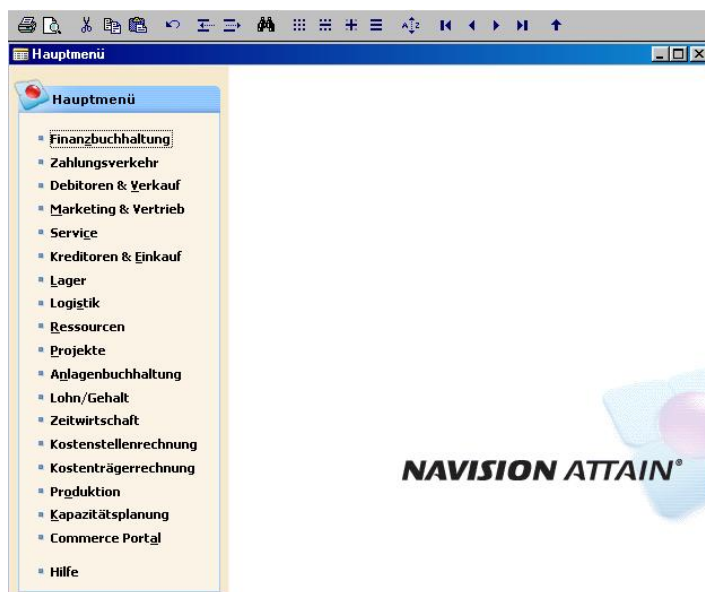 Hauptmenü
Hauptmenü
Finanzbuchhaltung
Zahlungsverkehr
Debitoren & Verkauf
Marketing & Vertrieb
Service
Kreditoren & Einkauf
Lager
Logistik
Ressourcen
Projekte
Anlagenbuchhaltung
Lohn/Gehalt
Zeitwirtschaft
Kostenstellenrechnung
Kostenträgerrechnung
Produktion
Kapazitätsplanung
Commerce Portal
Hilfe
NAVISION ATTAIN®